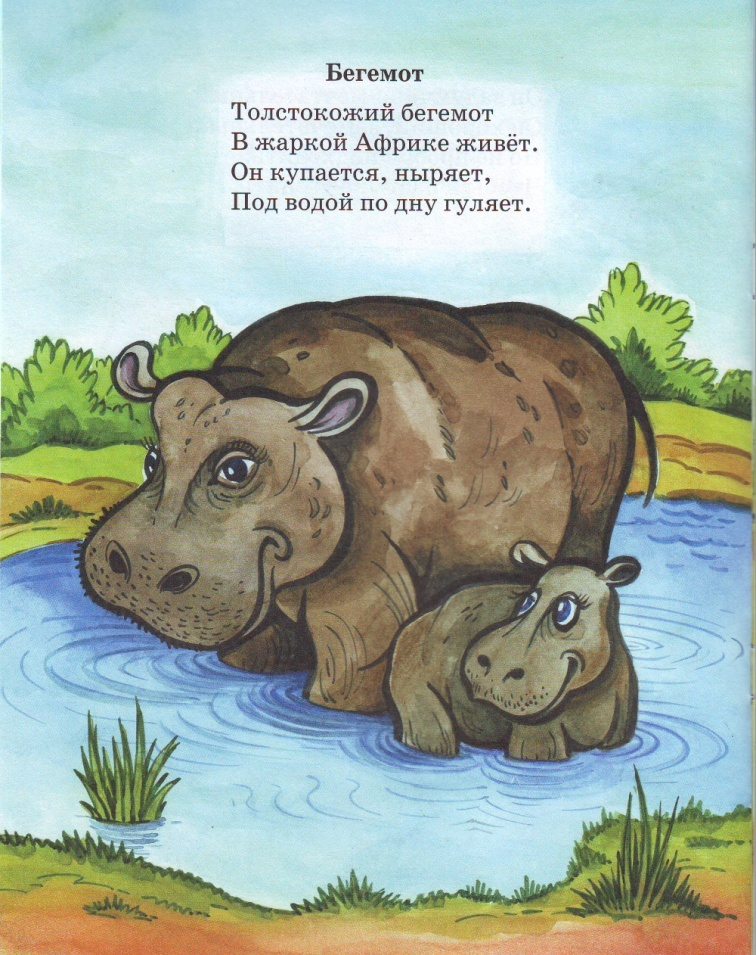 Бегемот
Толстокожий бегемот
В жаркой Африке живёт.
Он купается, ныряет,
Под водой по дну гуляет.